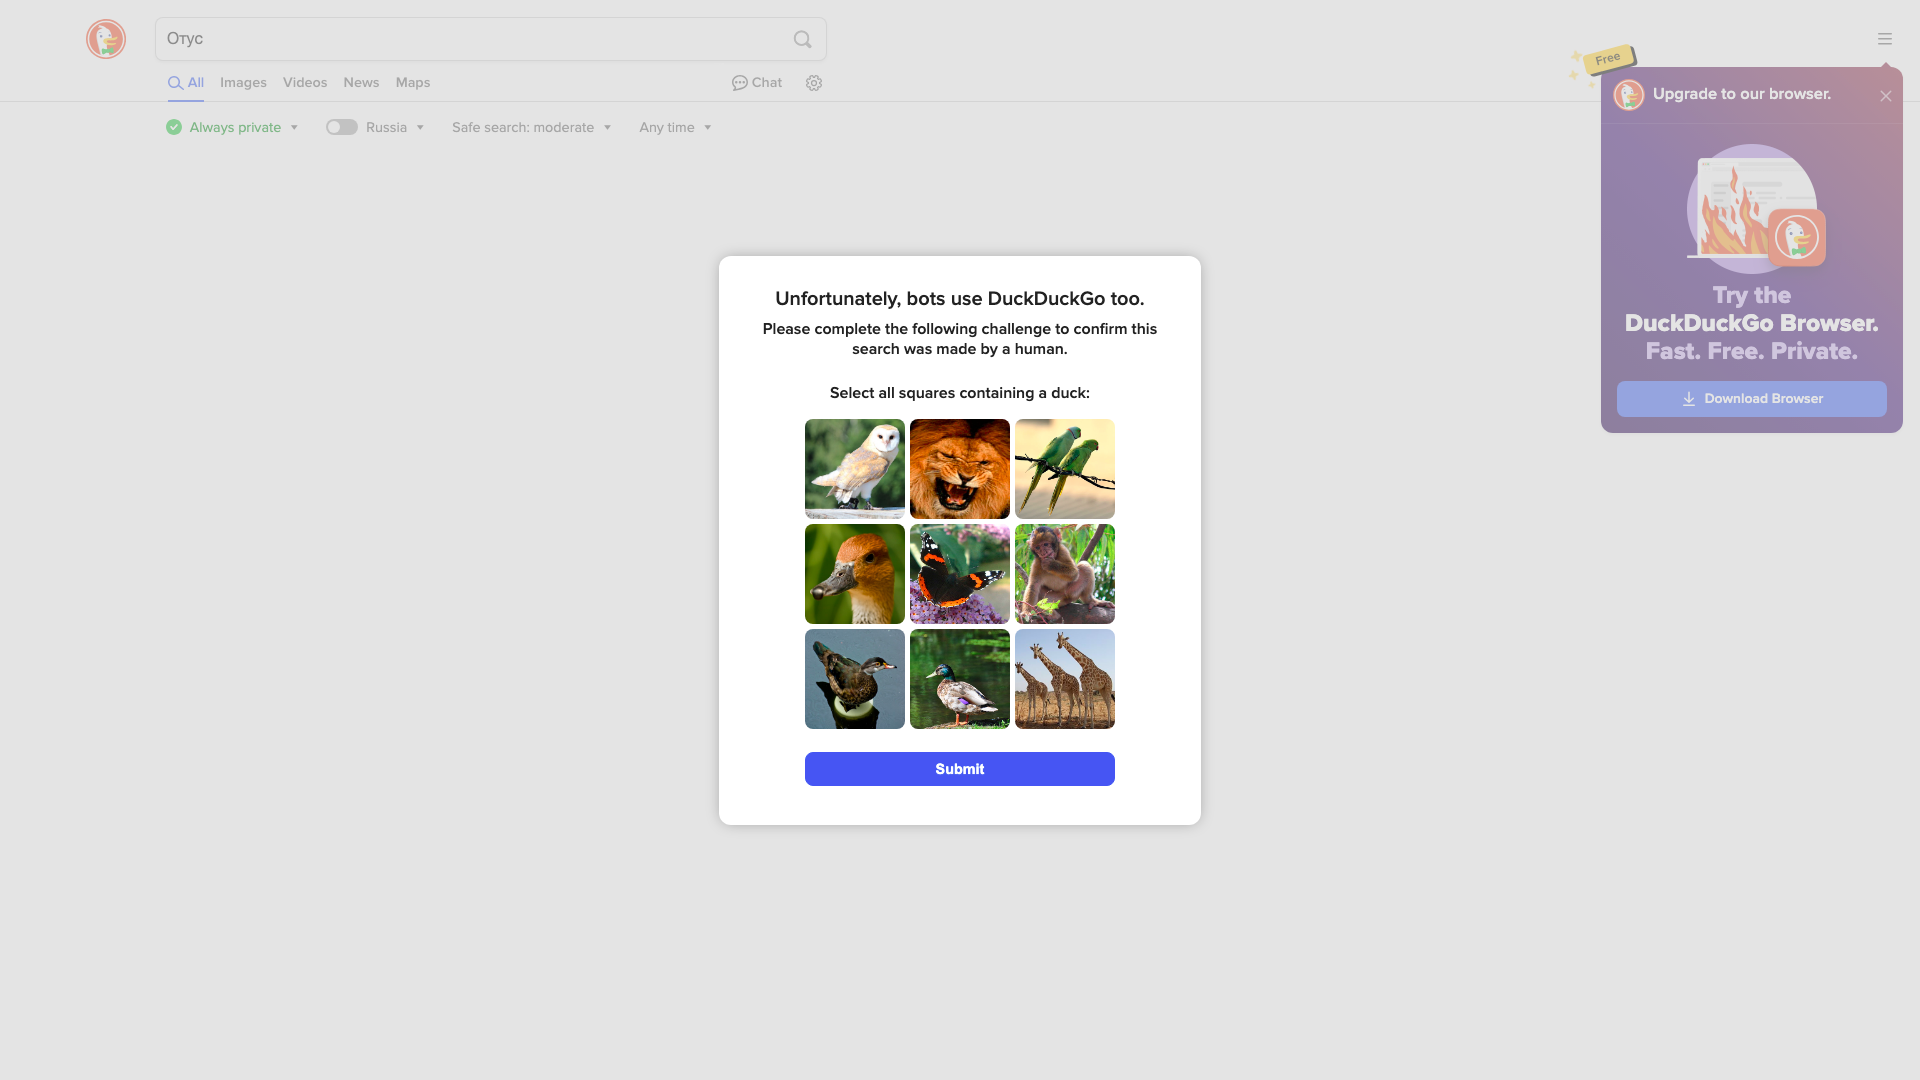 Отус
All
Images
Videos
News
Maps
Chat
Always private
Russia
Safe search: moderate
Any time
Free
Upgrade to our browser.
Try the
DuckDuckGo Browser.
Fast. Free. Private.
Download Browser
Unfortunately, bots use DuckDuckGo too.
Please complete the following challenge to confirm this
search was made by a human.
Select all squares containing a duck:
Submit